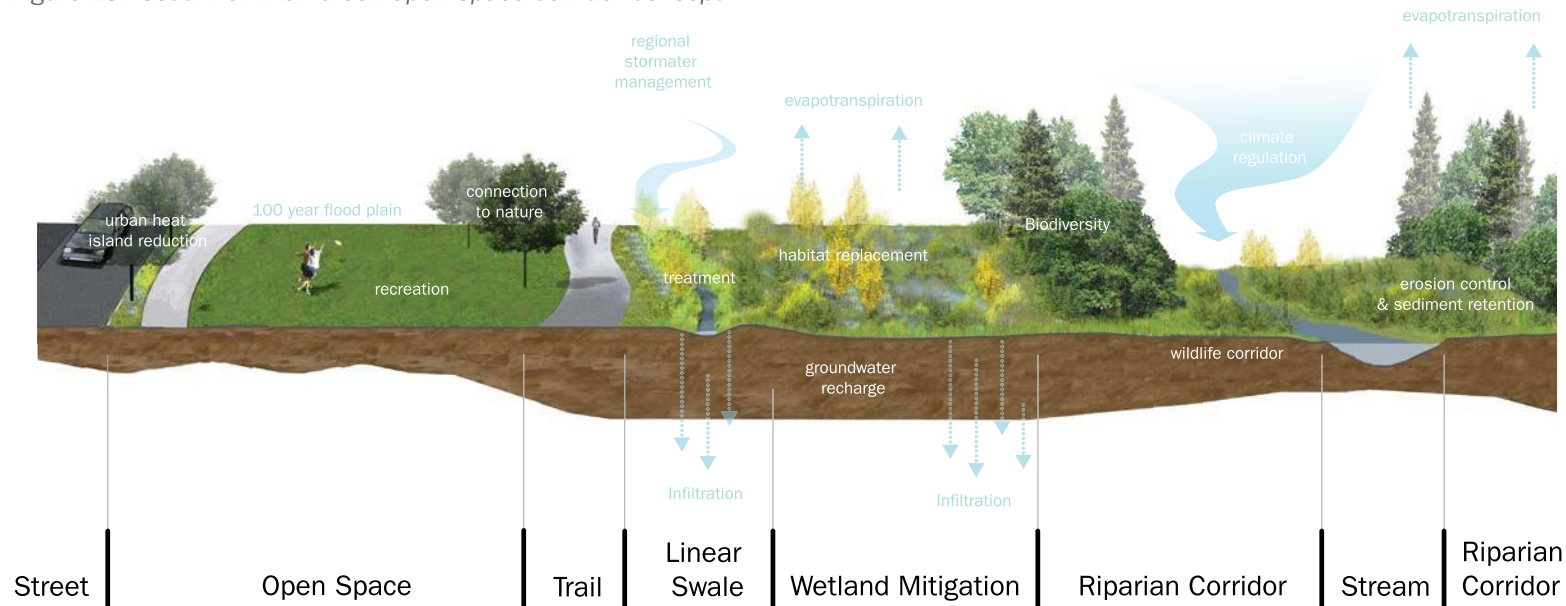 evapotranspiration
regional
stormater
management
evapotranspiration
climate
regulation
connection
to nature
100 year flood plain
urban heat
island reduction
Biodiversity
habitat replacement
treatment
recreation
erosion control
& sediment retention
wildlife corridor
groundwater
recharge
Infiltration
Infiltration
Street
Open Space
Trail
Linear
Swale
Wetland Mitigation
Riparian Corridor
Stream
Riparian
Corridor